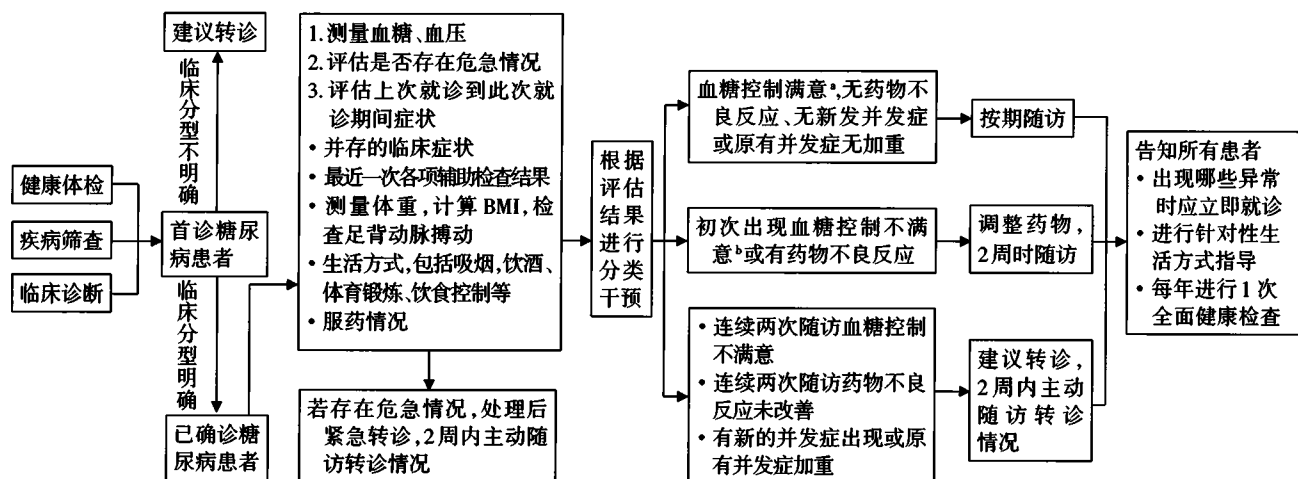 健康体检
疾病筛查
临床诊断
建议转诊
临床分型不明确
首诊糖尿
病患者
临床分型明确
已确诊糖
尿病患者
1. 测量血糖、血压
2. 评估是否存在危急情况
3. 评估上次就诊到此次就
诊期间症状
• 并存的临床症状
• 最近一次各项辅助检查结果
• 测量体重,计算 BMI,检
查足背动脉搏动
• 生活方式,包括吸烟,饮酒、
体育锻炼、饮食控制等
• 服药情况
若存在危急情况,处理后
紧急转诊,2周内主动随
访转诊情况
根据
评估
结果
进行
分类
干预
血糖控制满意ᵃ,无药物不
良反应、无新发并发症
或原有并发症无加重
初次出现血糖控制不满
意ᵇ或有药物不良反应
• 连续两次随访血糖控制
不满意
• 连续两次随访药物不良
反应未改善
• 有新的并发症出现或原
有并发症加重
按期随访
调整药物,
2周时随访
建议转诊,
2周内主动
随访转诊
情况
告知所有患者
• 出现哪些异常
时应立即就诊
• 进行针对性生
活方式指导
• 每年进行1次
全面健康检查